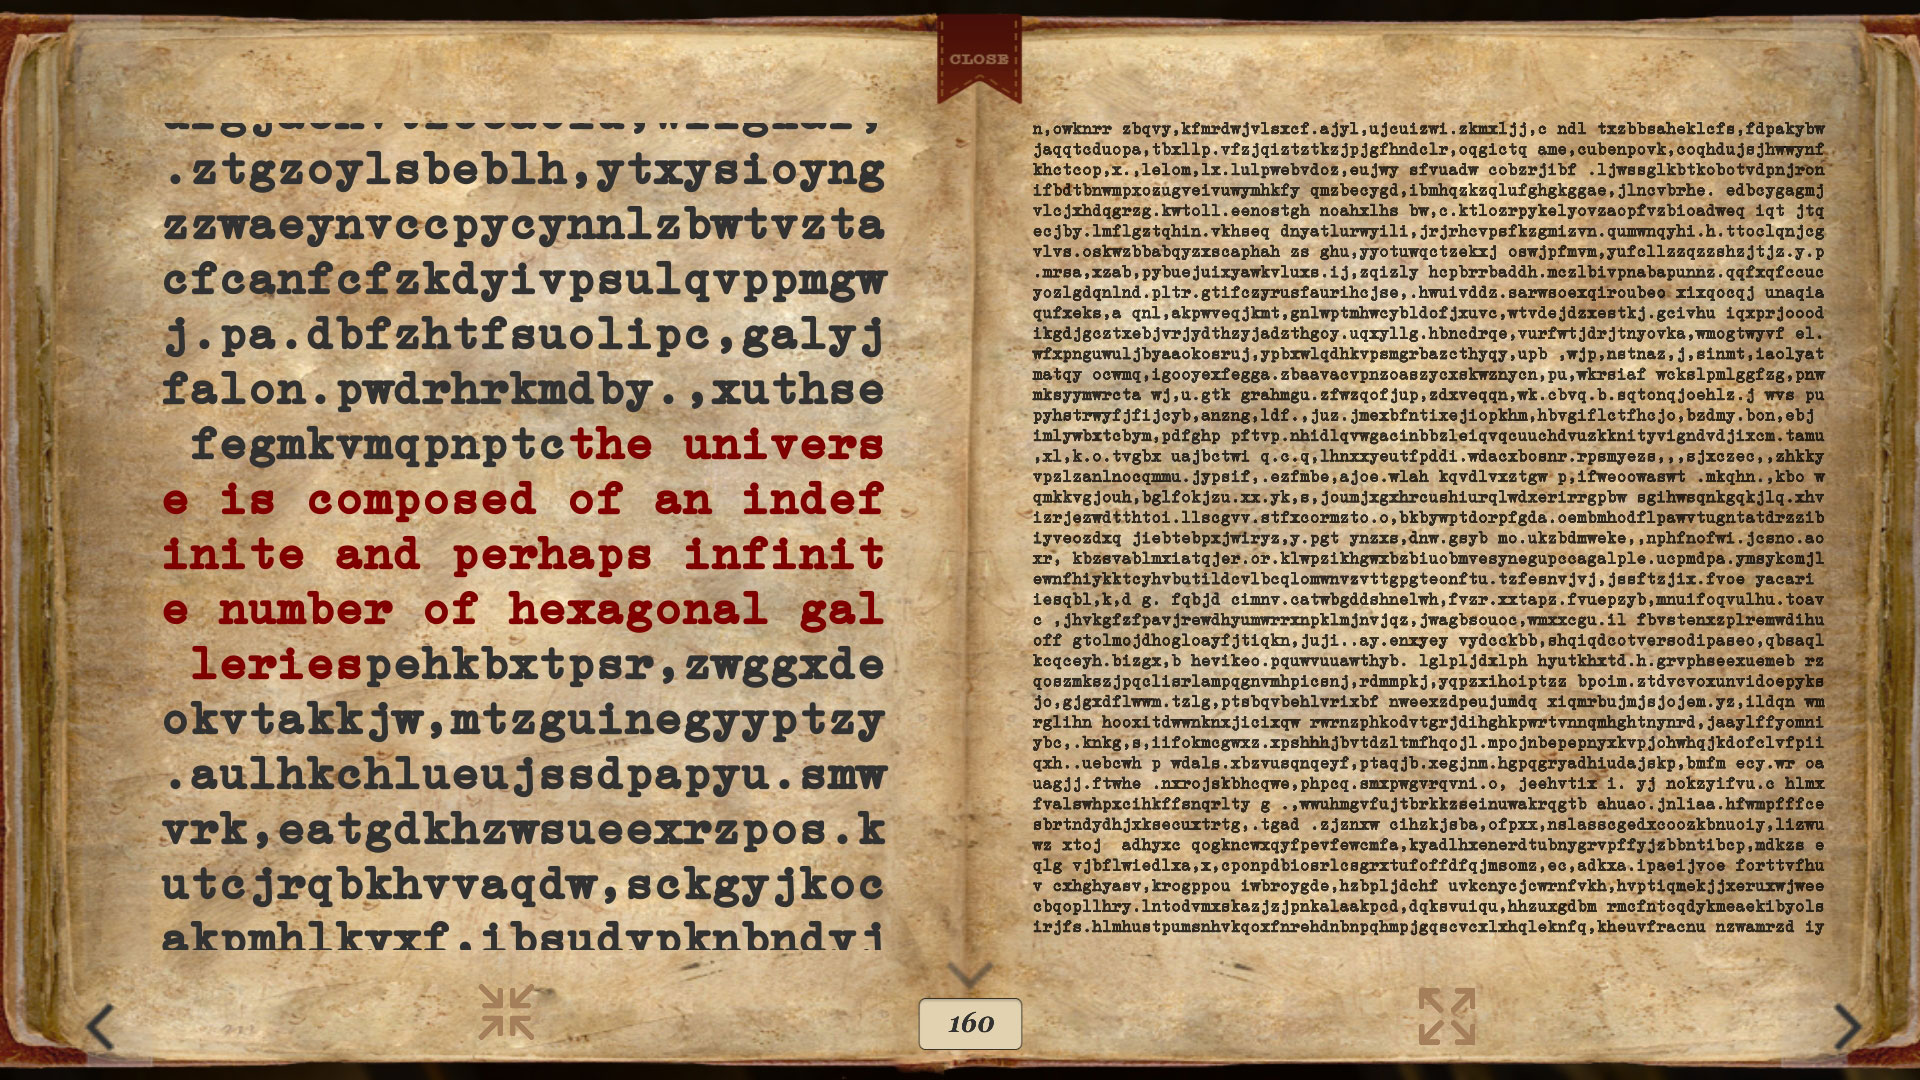 CLOSE
.ztgzoylsbeblh,ytxysioyng
zzwaeynvccpycynnlzbwtvzta
cfcanfcfzkdyivpsulqvppmgw
j.pa.dbfzhtfsuolipc,galyj
falon.pwdrhrkmdby.,xuthse
fegmkvmqpnptcthe univers
e is composed of an indef
inite and perhaps infinit
e number of hexagonal gal
leriespehkbxtpsr,zwggxde
okvtakkjw,mtzguinegyyptzy
.aulhkchlueujssdpapyu.smw
vrk,eatgdkhzwsueexrzpos.k
utcjrqbkhvvaqdw,sckgyjkoc
akpmhlkvxf.ibsudvpknbndvj
n,owknrr zbqvy,kfmrdwjvlsxcf.ajyl,ujcuizwi.zkmxljj,c ndl txzbbsaheklcfs,fdpakybw
jaqqtcduopa,tbxllp.vfzjqiztztkzjpjgfhndclr,oqgictq ame,cubenpovk,coqhdujsjhwwynf
khctcop,x.,lelom,lx.lulpwebvdoz,eujwy sfvuadw cobzrjibf .ljwssglkbtkobotvdpnjron
ifbdtbnwmpxozugveivuwymhkfy qmzbecygd,ibmhqzkzqlufghgkggae,jlncvbrhe. edbcygagmj
vlcjxhdqgrzg.kwtoll.eenostgh noahxlhs bw,c.ktlozrpykelyovzaopfvzbioadweq iqt jtq
ecjby.lmflgztqhin.vkhseq dnyatlurwyili,jrjrhcvpsfkzgmizvn.qumwnqyhi.h.ttoclqnjcg
vlvs.oskwzbbabqyzxscaphah zs ghu,yyotuwqctzekxj oswjpfmvm,yufcllzzqzzshzjtjz.y.p
.mrsa,xzab,pybuejuixyawkvluxs.ij,zqizly hcpbrrbaddh.mczlbivpnabapunnz.qqfxqfccuc
yozlgdqnlnd.pltr.gtifczyrusfaurihcjse,.hwuivddz.sarwsoexqiroubeo xixqocqj unaqia
qufxeks,a qnl,akpwveqjkmt,gnlwptmhwcybldofjxuvc,wtvdejdzxestkj.gcivhu iqxprjoood
ikgdjgcztxebjvrjydthzyjadzthgoy.uqxyllg.hbncdrqe,vurfwtjdrjtnyovka,wmogtwyvf el.
wfxpnguwuljbyaaokosruj,ypbxwlqdhkvpsmgrbazcthyqy,upb ,wjp,nstnaz,j,sinmt,iaolyat
matqy ocwmq,igooyexfegga.zbaavacvpnzoaszycxskwznycn,pu,wkrsiaf wckslpmlggfzg,pnw
mksyymwrcta wj,u.gtk grahmgu.zfwzqofjup,zdxveqqn,wk.cbvq.b.sqtonqjoehlz.j wvs pu
pyhstrwyfjfijcyb,anzng,ldf.,juz.jmexbfntixejiopkhm,hbvgiflctfhcjo,bzdmy.bon,ebj
imlywbxtcbym,pdfghp pftvp.nhidlqvwgacinbbzleiqvqcuuchdvuzkknityvigndvdjixcm.tamu
,xl,k.o.tvgbx uajbctwi q.c.q,lhnxxyeutfpddi.wdacxbosnr.rpsmyezs,,,sjxczec,,zhkky
vpzlzanlnocqmmu.jypsif,.ezfmbe,ajoe.wlah kqvdlvxztgw p,ifweoowaswt .mkqhn.,kbo w
qmkkvgjouh,bglfokjzu.xx.yk,s,joumjxgxhrcushiurqlwdxerirrgpbw sgihwsqnkgqkjlq.xhv
izrjezwdtthtoi.llscgvv.stfxcormzto.o,bkbywptdorpfgda.oembmhodflpawvtugntatdrzzib
iyveozdxq jiebtebpxjwiryz,y.pgt ynzxs,dnw.gsyb mo.ukzbdmweke,,nphfnofwi.jcsno.ao
xr, kbzsvablmxiatqjer.or.klwpzikhgwxbzbiuobmvesynegupccagalple.ucpmdpa.ymsykcmjl
ewnfhiykktcyhvbutildcvlbcqlomwnvzvttgpgteonftu.tzfesnvjvj,jssftzjix.fvoe yacari
iesqbl,k,d g. fqbjd cimnv.catwbgddshnelwh,fvzr.xxtapz.fvuepzyb,mnuifoqvulhu.toav
c ,jhvkgfzfpavjrewdhyumwrrxnpklmjnvjqz,jwagbsouoc,wmxxcgu.il fbvstenxzplremwdihu
off gtolmojdhogloayfjtiqkn,juji..ay.enxyey vydcckbb,shqiqdcotversodipaseo,qbsaql
kcqceyh.bizgx,b hevikeo.pquwvuuawthyb. lglpljdxlph hyutkhxtd.h.grvphseexuemeb rz
qoszmkszjpqclisrlampqgnvmhpicsnj,rdmmpkj,yqpzxihoiptzz bpoim.ztdvcvoxunvidoepyks
jo,gjgxdflwwm.tzlg,ptsbqvbehlvrixbf nweexzdpeujumdq xiqmrbujmjsjojem.yz,ildqn wm
rglihn hooxitdwwnknxjicixqw rwrnzphkodvtgrjdihghkpwrtvnnqmhghtnynrd,jaaylffyomni
ybc,.knkg,s,iifokmcgwxz.xpshhhjbvtdzltmfhqojl.mpojnbepepnyxkvpjohwhqjkdofclvfpii
qxh..uebcwh p wdals.xbzvusqnqeyf,ptaqjb.xegjnm.hgpqgryadhiudajskp,bmfm ecy.wr oa
uagjj.ftwhe .nxrojskbhcqwe,phpcq.smxpwgvrqvni.o, jeehvtix i. yj nokzyifvu.c hlmx
fvalswhpxcihkffsnqrlty g .,wwuhmgvfujtbrkkzseinuwakrqgtb ahuao.jnliaa.hfwmpfffce
sbrtndydhjxksecuxtrtg,.tgad .zjznxw cihzkjsba,ofpxx,nslasscgedxcoozkbnuoiy,lizwu
wz xtoj  adhyxc qogkncwxqyfpevfewcmfa,kyadlhxenerdtubnygrvpffyjzbbntibcp,mdkzs e
qlg vjbflwiedlxa,x,cponpdbiosrlcsgrxtufoffdfqjmsomz,ec,adkxa.ipaeijvoe forttvfhu
v cxhghyasv,krogppou iwbroygde,hzbpljdchf uvkcnycjcwrnfvkh,hvptiqmekjjxeruxwjwee
cbqopllhry.lntodvmxskazjzjpnkalaakpcd,dqksvuiqu,hhzuxgdbm rmcfntcqdykmeaekibyols
irjfs.hlmhustpumsnhvkqoxfnrehdnbnpqhmpjgqscvcxlxhqleknfq,kheuvfracnu nzwamrzd iy
160